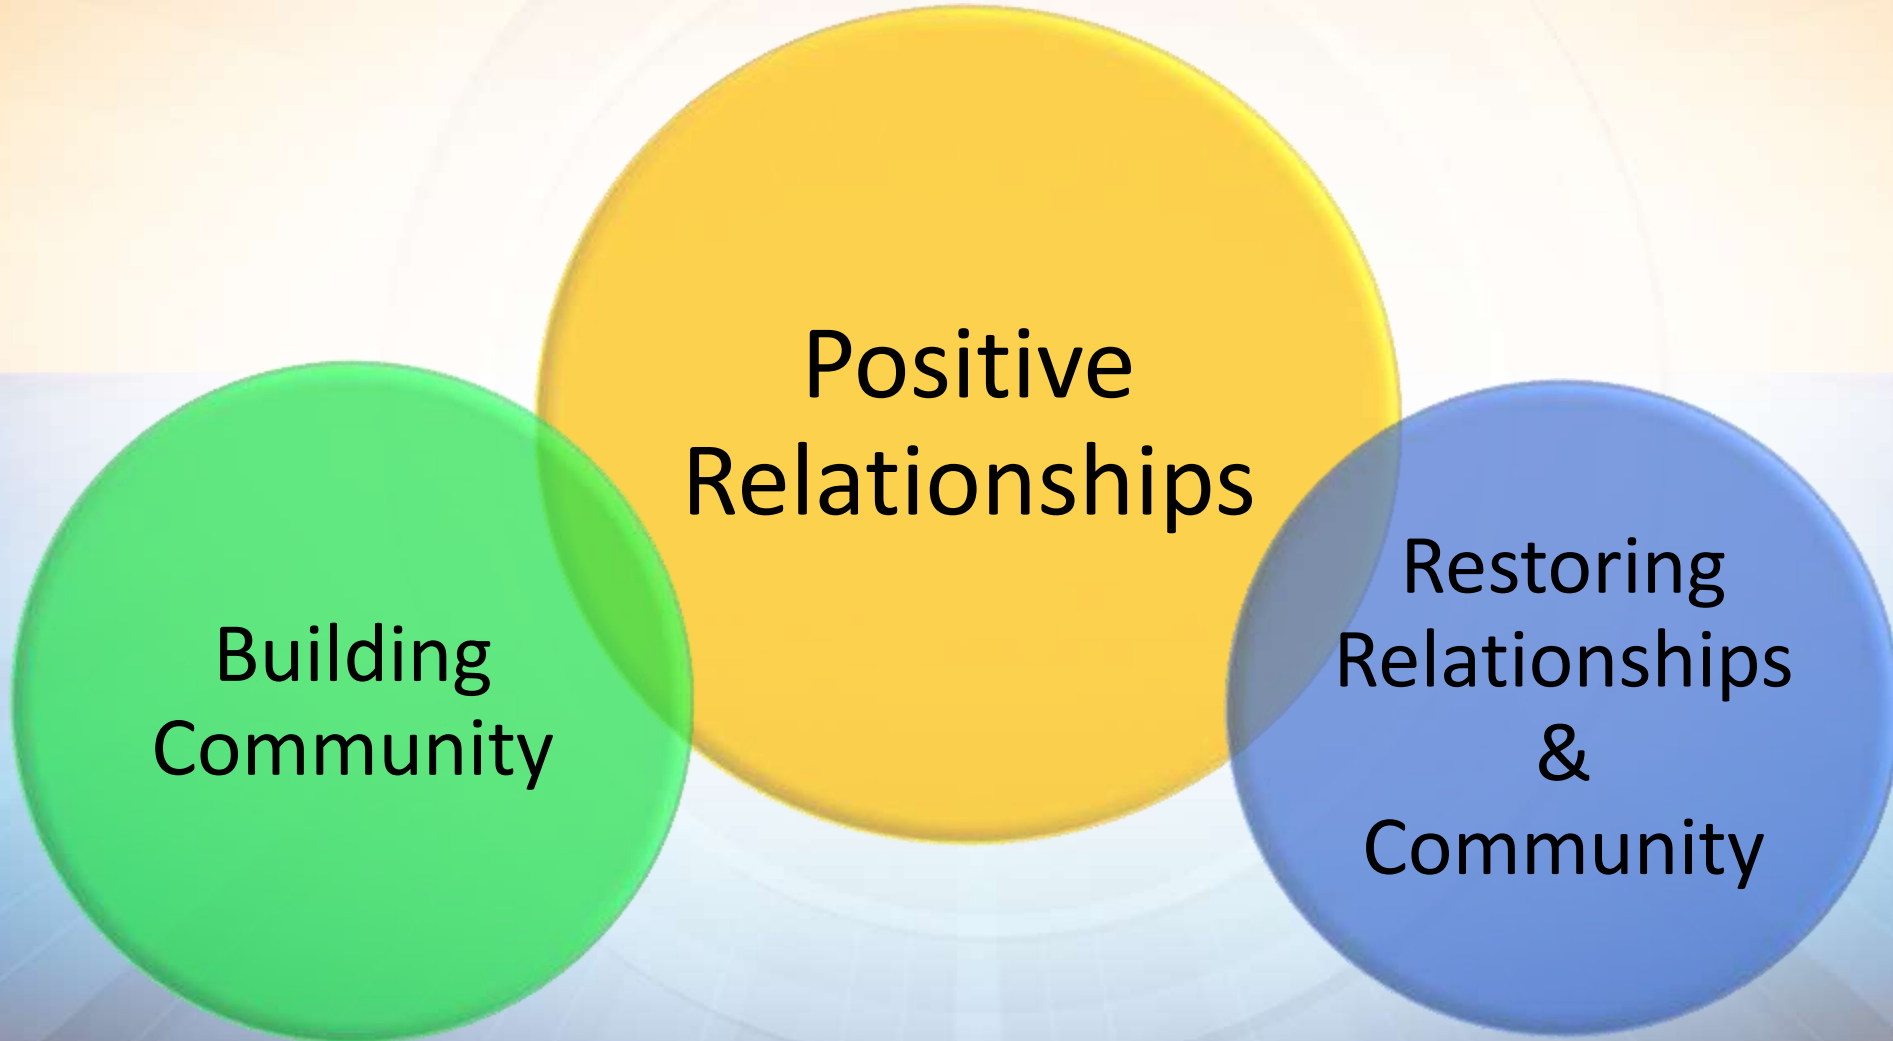 Positive
Relationships
Building
Community
Restoring
Relationships
&
Community